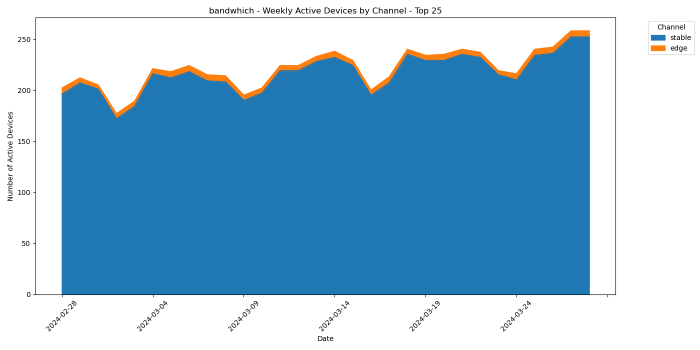 bandwhich - Weekly Active Devices by Channel - Top 25
Channel
stable
edge
Number of Active Devices
250
200
150
100
50
0
2024-02-28
2024-03-04
2024-03-09
2024-03-14
2024-03-19
2024-03-24
Date